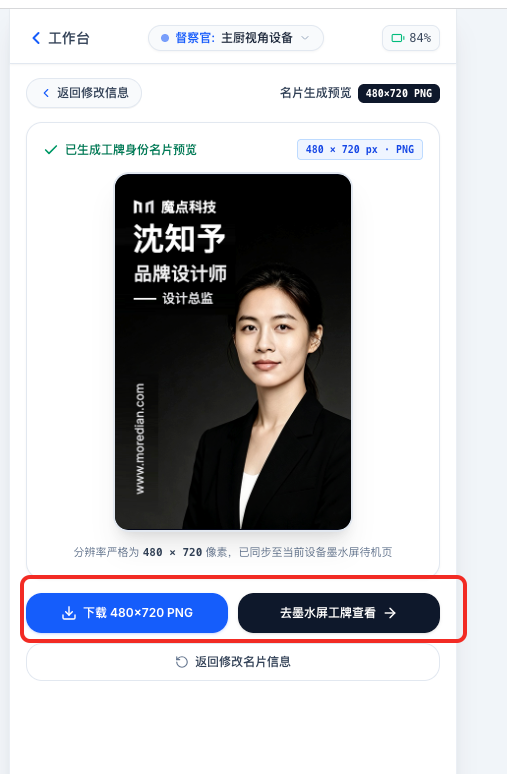 工作台
督察官: 主厨视角设备
84%
返回修改信息
名片生成预览
480×720 PNG
已生成工牌身份名片预览
480 × 720 px · PNG
魔点科技
沈知予
品牌设计师
设计总监
www.moredian.com
分辨率严格为 480 × 720 像素，已同步至当前设备墨水屏待机页
下载 480×720 PNG
去墨水屏工牌查看
返回修改名片信息